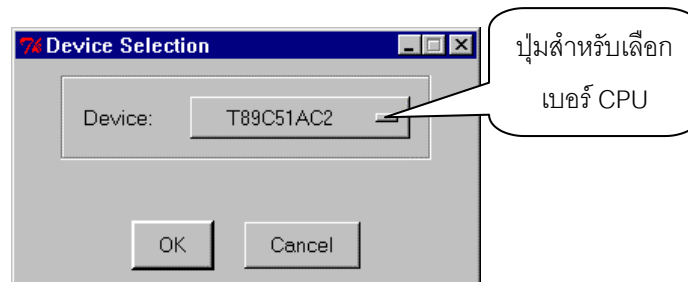 Device Selection
ปุ่มสำหรับเลือก
เบอร์ CPU
Device:
T89C51AC2
OK
Cancel